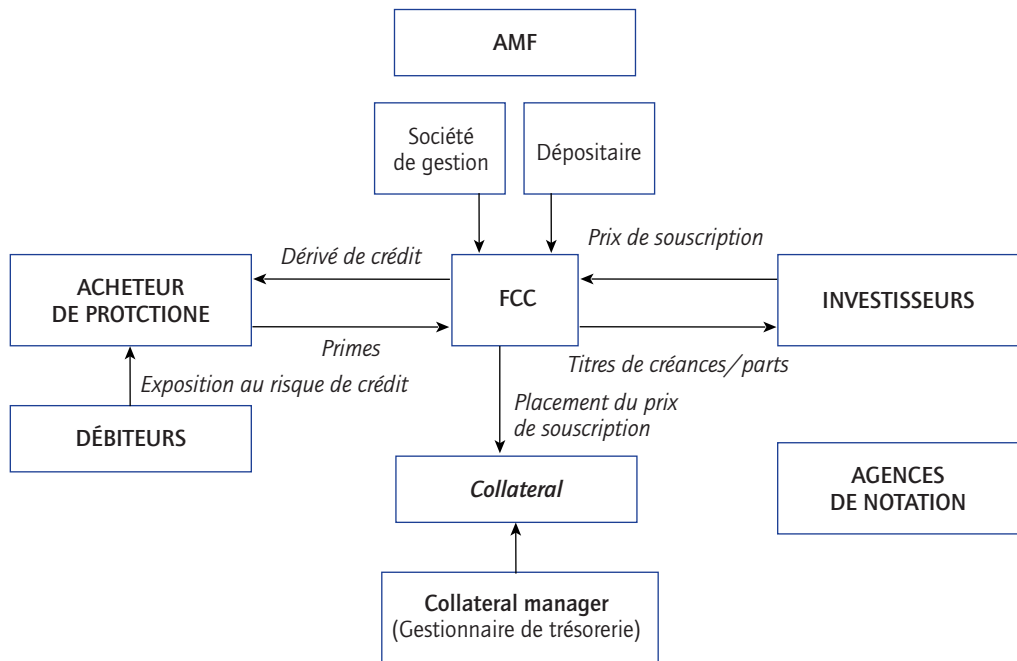 AMF
Société
de gestion
Dépositaire
Dérivé de crédit
Prix de souscription
ACHETEUR
DE PROTCTIONE
FCC
INVESTISSEURS
Primes
Titres de créances/parts
Exposition au risque de crédit
Placement du prix
de souscription
DÉBITEURS
Collateral
AGENCES
DE NOTATION
Collateral manager
(Gestionnaire de trésorerie)